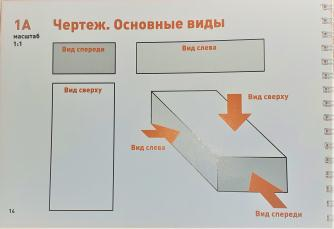 1А Чертеж. Основные виды
масштаб
1:1
Вид спереди
Вид слева
Вид сверху
Вид сверху
Вид слева
Вид спереди
14